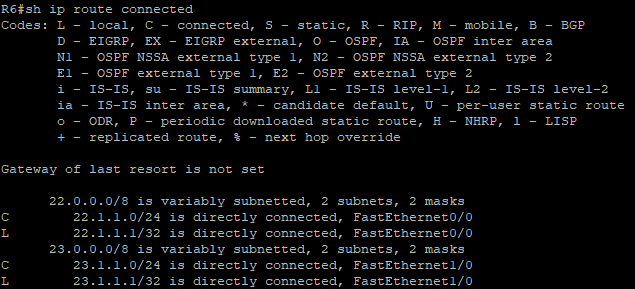 R6#sh ip route connected
Codes: L - local, C - connected, S - static, R - RIP, M - mobile, B - BGP
       D - EIGRP, EX - EIGRP external, O - OSPF, IA - OSPF inter area
       N1 - OSPF NSSA external type 1, N2 - OSPF NSSA external type 2
       E1 - OSPF external type 1, E2 - OSPF external type 2
       i - IS-IS, su - IS-IS summary, L1 - IS-IS level-1, L2 - IS-IS level-2
       ia - IS-IS inter area, * - candidate default, U - per-user static route
       o - ODR, P - periodic downloaded static route, H - NHRP, l - LISP
       + - replicated route, % - next hop override

Gateway of last resort is not set

      22.0.0.0/8 is variably subnetted, 2 subnets, 2 masks
C        22.1.1.0/24 is directly connected, FastEthernet0/0
L        22.1.1.1/32 is directly connected, FastEthernet0/0
      23.0.0.0/8 is variably subnetted, 2 subnets, 2 masks
C        23.1.1.0/24 is directly connected, FastEthernet1/0
L        23.1.1.1/32 is directly connected, FastEthernet1/0